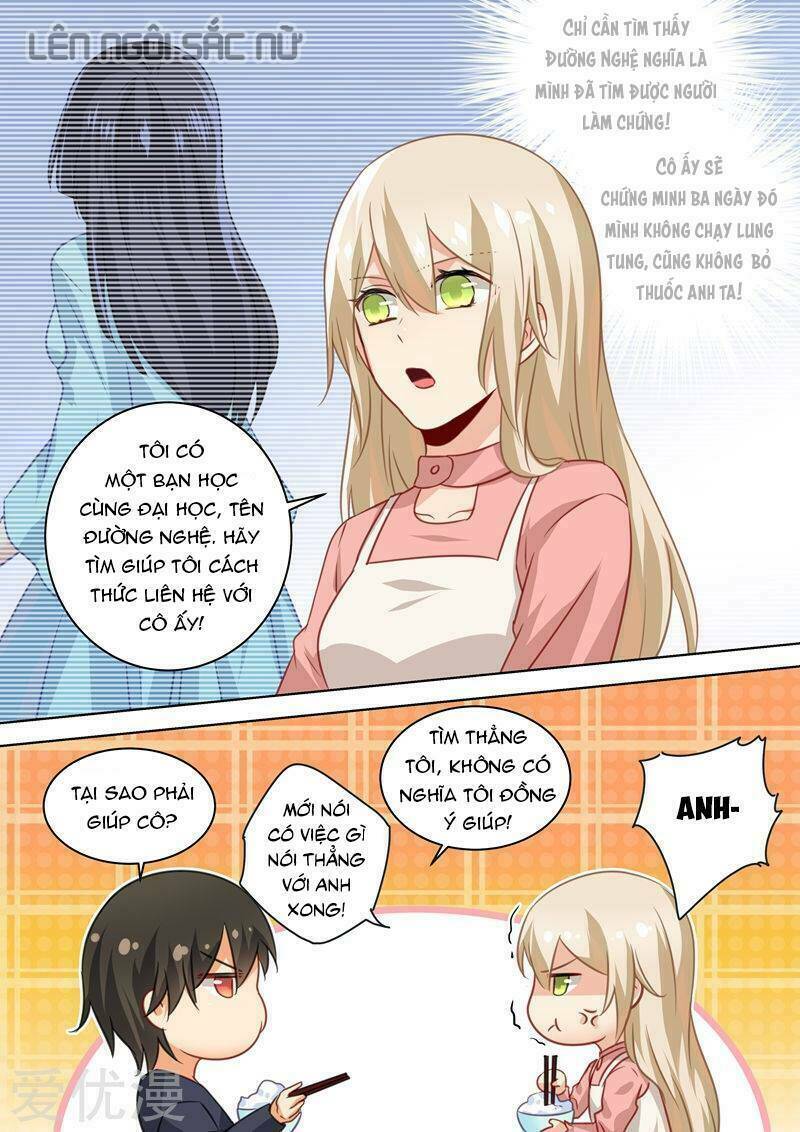 LÊN NGÔI SẮC NỮ
CHỈ CẦN TÌM THẤY
ĐƯỜNG NGHỆ NGHĨA LÀ
MÌNH ĐÃ TÌM ĐƯỢC NGƯỜI
LÀM CHỨNG!
CÔ ẤY SẼ
CHỨNG MINH BA NGÀY ĐÓ
MÌNH KHÔNG CHẠY LUNG
TUNG, CŨNG KHÔNG BỎ
THUỐC ANH TA!
TÔI CÓ
MỘT BẠN HỌC
CÙNG ĐẠI HỌC, TÊN
ĐƯỜNG NGHỆ. HÃY
TÌM GIÚP TÔI CÁCH
THỨC LIÊN HỆ VỚI
CÔ ẤY!
TẠI SAO PHẢI
GIÚP CÔ?
MỚI NÓI
CÓ VIỆC GÌ
NÓI THẲNG
VỚI ANH
XONG!
TÌM THẲNG
TÔI, KHÔNG CÓ
NGHĨA TÔI ĐỒNG
Ý GIÚP!
ANH-
爱优漫